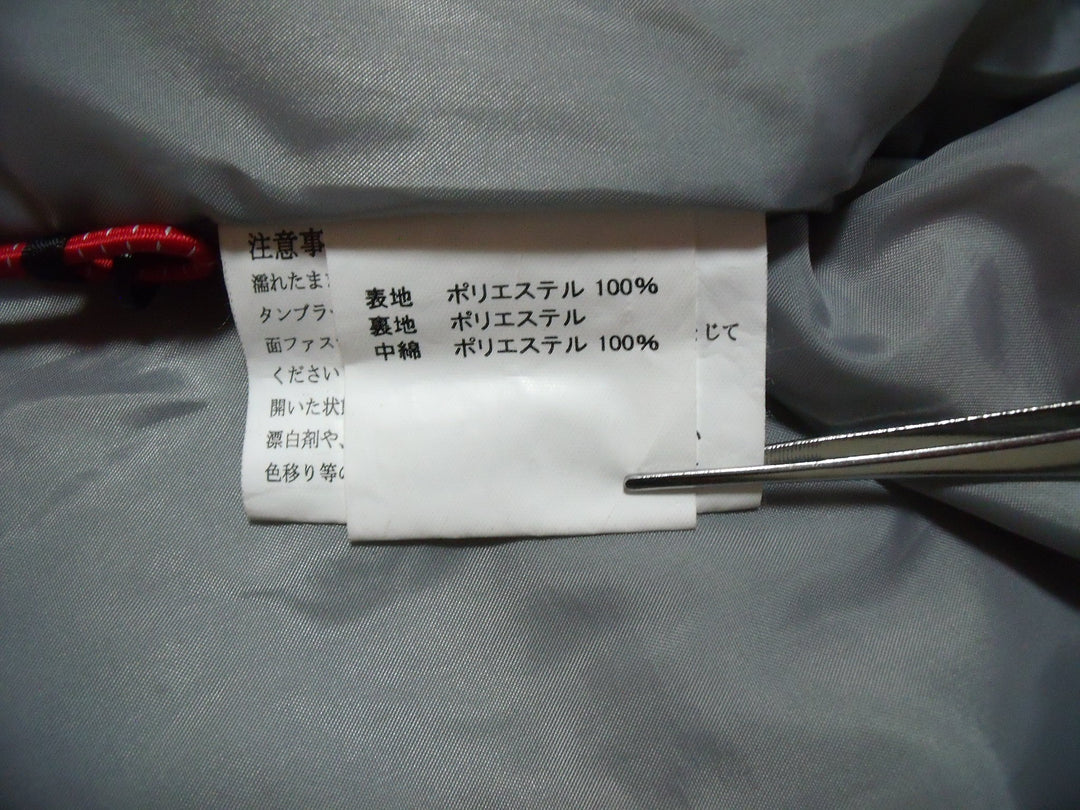 表地 ポリエステル 100%
裏地 ポリエステル
中綿 ポリエステル 100%
注意事
濡れたま
タンブラ
面ファス
じて
ください
開いた状
漂白剤や、
色移り等